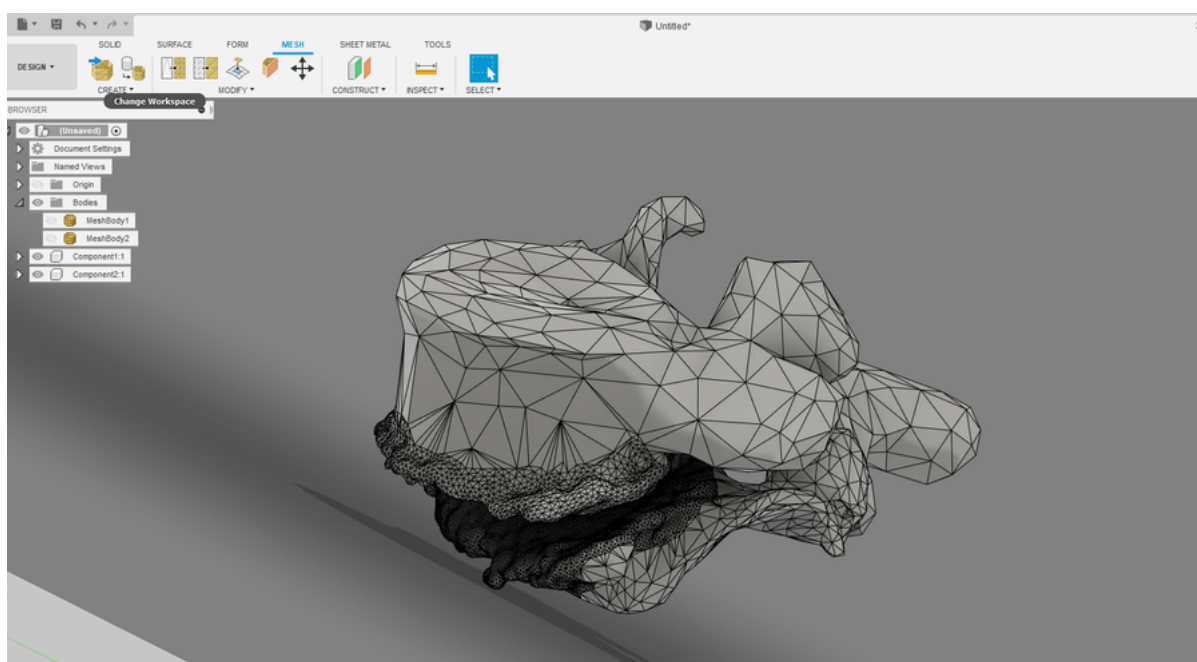 Untitled*
SOLID SURFACE FORM MESH SHEET METAL TOOLS
DESIGN
CREATE MODIFY CONSTRUCT INSPECT SELECT
Change Workspace
BROWSER
(Unsaved)
Document Settings
Named Views
Origin
Bodies
MeshBody1
MeshBody2
Component1:1
Component2:1